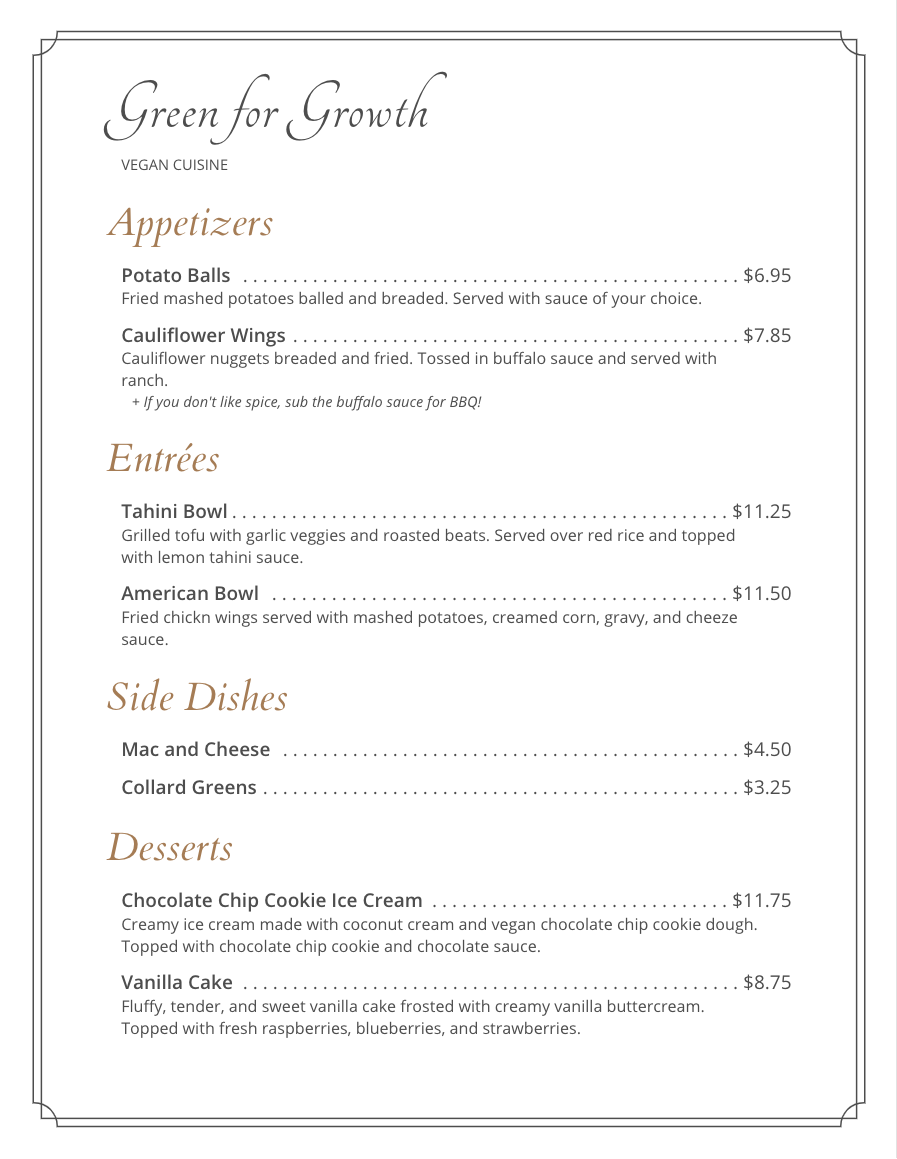 Green for Growth
VEGAN CUISINE
Appetizers
Potato Balls . . . . . . . . . . . . . . . . . . . . . . . . . . . . . . . . . . . . . . . . . . . . . . . . . . $6.95
Fried mashed potatoes balled and breaded. Served with sauce of your choice.
Cauliflower Wings . . . . . . . . . . . . . . . . . . . . . . . . . . . . . . . . . . . . . . . . . . . . . $7.85
Cauliflower nuggets breaded and fried. Tossed in buffalo sauce and served with
ranch.
+ If you don't like spice, sub the buffalo sauce for BBQ!
Entrées
Tahini Bowl . . . . . . . . . . . . . . . . . . . . . . . . . . . . . . . . . . . . . . . . . . . . . . . . . . $11.25
Grilled tofu with garlic veggies and roasted beats. Served over red rice and topped
with lemon tahini sauce.
American Bowl . . . . . . . . . . . . . . . . . . . . . . . . . . . . . . . . . . . . . . . . . . . . . . $11.50
Fried chickn wings served with mashed potatoes, creamed corn, gravy, and cheeze
sauce.
Side Dishes
Mac and Cheese . . . . . . . . . . . . . . . . . . . . . . . . . . . . . . . . . . . . . . . . . . . . . . $4.50
Collard Greens . . . . . . . . . . . . . . . . . . . . . . . . . . . . . . . . . . . . . . . . . . . . . . . . $3.25
Desserts
Chocolate Chip Cookie Ice Cream . . . . . . . . . . . . . . . . . . . . . . . . . . . . . . $11.75
Creamy ice cream made with coconut cream and vegan chocolate chip cookie dough.
Topped with chocolate chip cookie and chocolate sauce.
Vanilla Cake . . . . . . . . . . . . . . . . . . . . . . . . . . . . . . . . . . . . . . . . . . . . . . . . . . $8.75
Fluffy, tender, and sweet vanilla cake frosted with creamy vanilla buttercream.
Topped with fresh raspberries, blueberries, and strawberries.